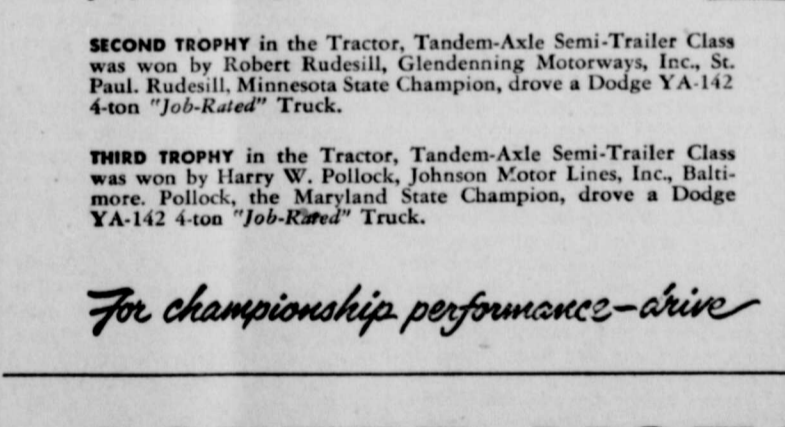 SECOND TROPHY in the Tractor, Tandem-Axle Semi-Trailer Class
was won by Robert Rudesill, Glendenning Motorways, Inc., St.
Paul. Rudesill, Minnesota State Champion, drove a Dodge YA-142
4-ton "Job-Rated" Truck.
THIRD TROPHY in the Tractor, Tandem-Axle Semi-Trailer Class
was won by Harry W. Pollock, Johnson Motor Lines, Inc., Balti-
more. Pollock, the Maryland State Champion, drove a Dodge
YA-142 4-ton "Job-Rated" Truck.
For championship performance—drive